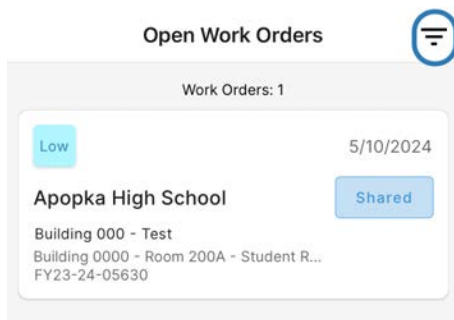 Open Work Orders
Work Orders: 1
Low
5/10/2024
Apopka High School
Shared
Building 000 - Test
Building 0000 - Room 200A - Student R...
FY23-24-05630